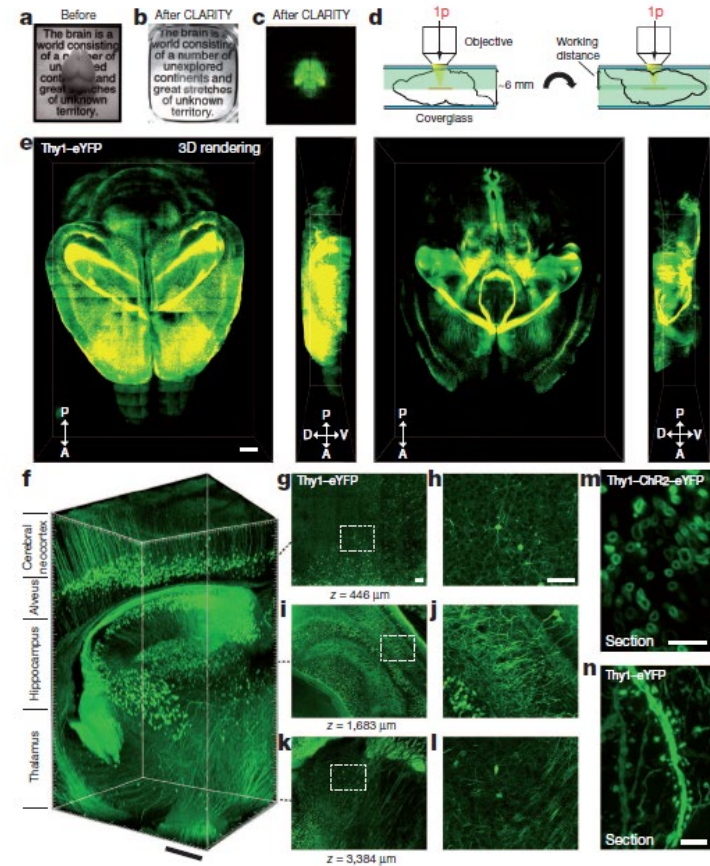 a
Before
The brain is a
world consisting
of a number of
unexplored
continents and
great stretches
of unknown
territory.
b
After CLARITY
The brain is a
world consisting
of a number of
unexplored
continents and
great stretches
of unknown
territory.
c
After CLARITY
d
1p
1p
Objective
Working
distance
~6 mm
Coverglass
e
Thy1–eYFP
3D rendering
P
A
P
D
V
A
P
A
P
D
V
A
f
Cerebral
neocortex
Alveus
Hippocampus
Thalamus
g
Thy1–eYFP
z = 446 μm
h
i
z = 1,683 μm
j
k
z = 3,384 μm
l
m
Thy1–ChR2–eYFP
Section
n
Thy1–eYFP
Section